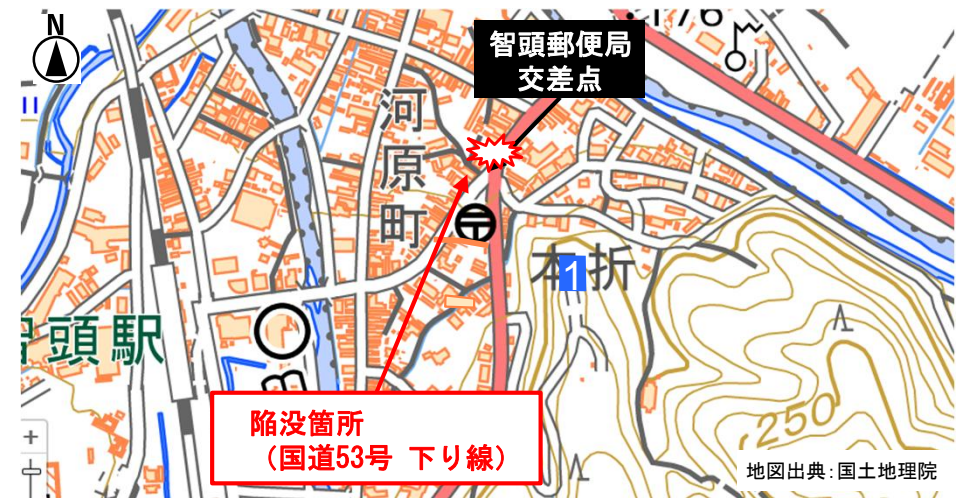 N
176
智頭郵便局
交差点
河原町
本折
1
智頭駅
250
陥没箇所
（国道53号 下り線）
+
地図出典:国土地理院